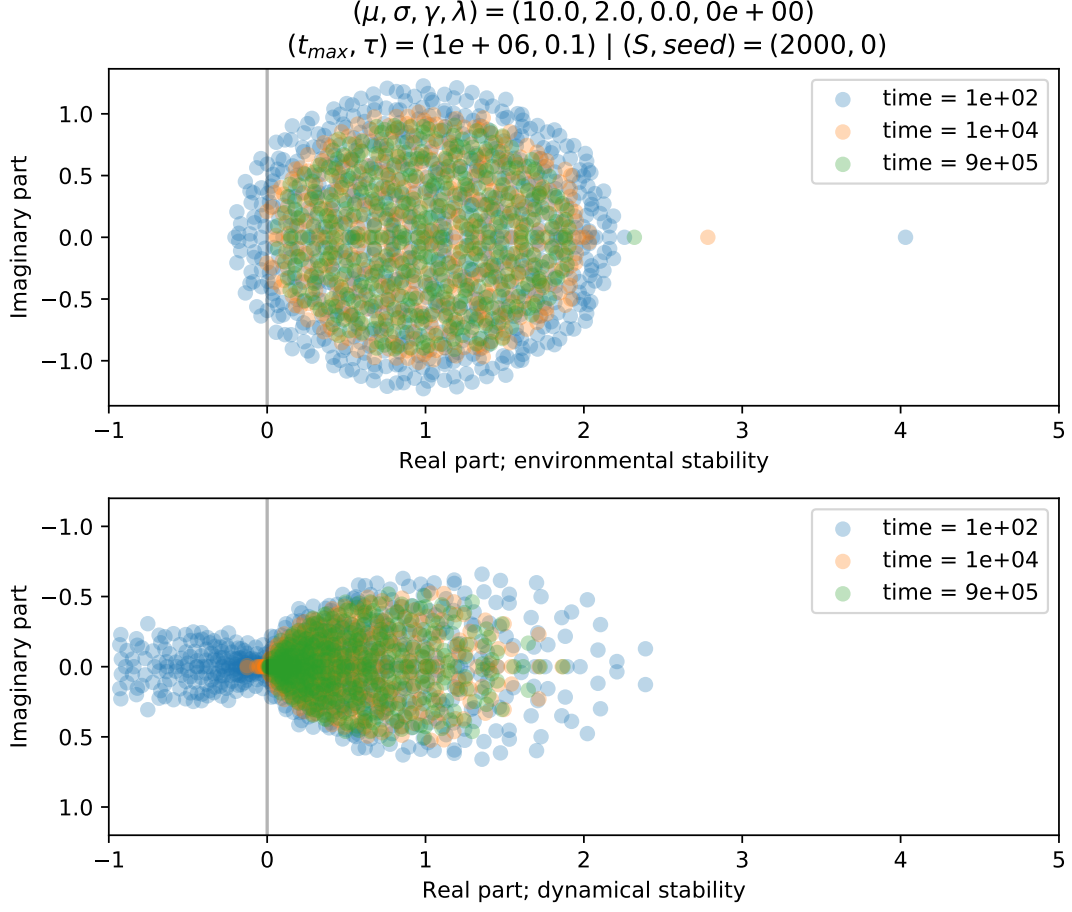 (μ, σ, γ, λ) = (10.0, 2.0, 0.0, 0e + 00)
(t_max, τ) = (1e + 06, 0.1) | (S, seed) = (2000, 0)
time = 1e+02
time = 1e+04
time = 9e+05
1.0
0.5
0.0
−0.5
−1.0
Imaginary part
−1 0 1 2 3 4 5
Real part; environmental stability
time = 1e+02
time = 1e+04
time = 9e+05
−1.0
−0.5
0.0
0.5
1.0
Imaginary part
−1 0 1 2 3 4 5
Real part; dynamical stability